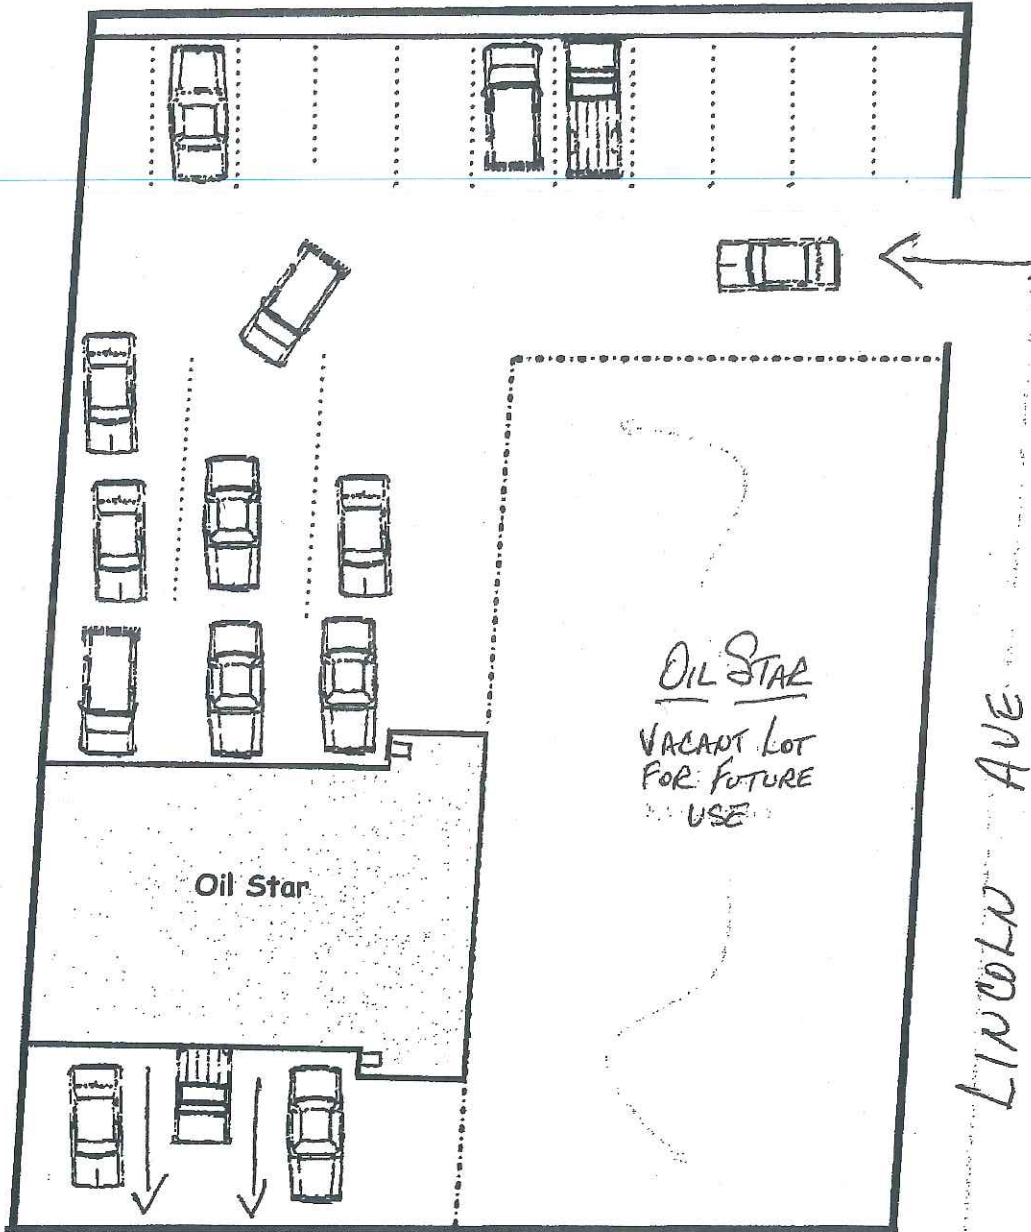 OIL STAR
VACANT LOT
FOR FUTURE
USE
Oil Star
LINCOLN AVE.